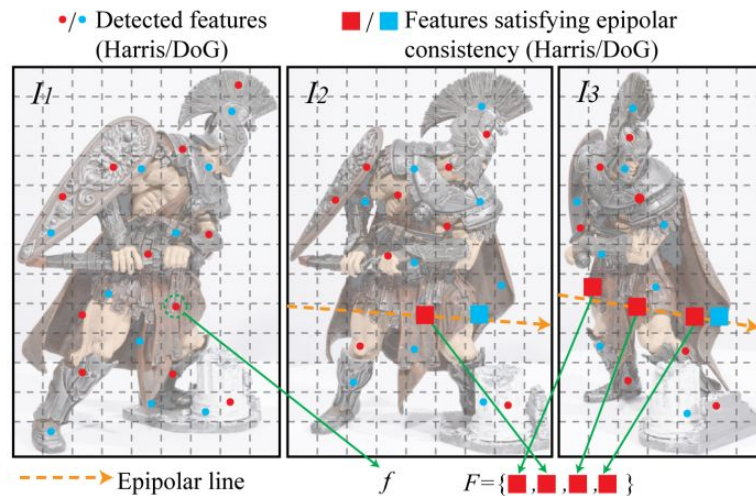 / Detected features
(Harris/DoG)
/ Features satisfying epipolar
consistency (Harris/DoG)
I1
I2
I3
Epipolar line
f
F={ , , , }